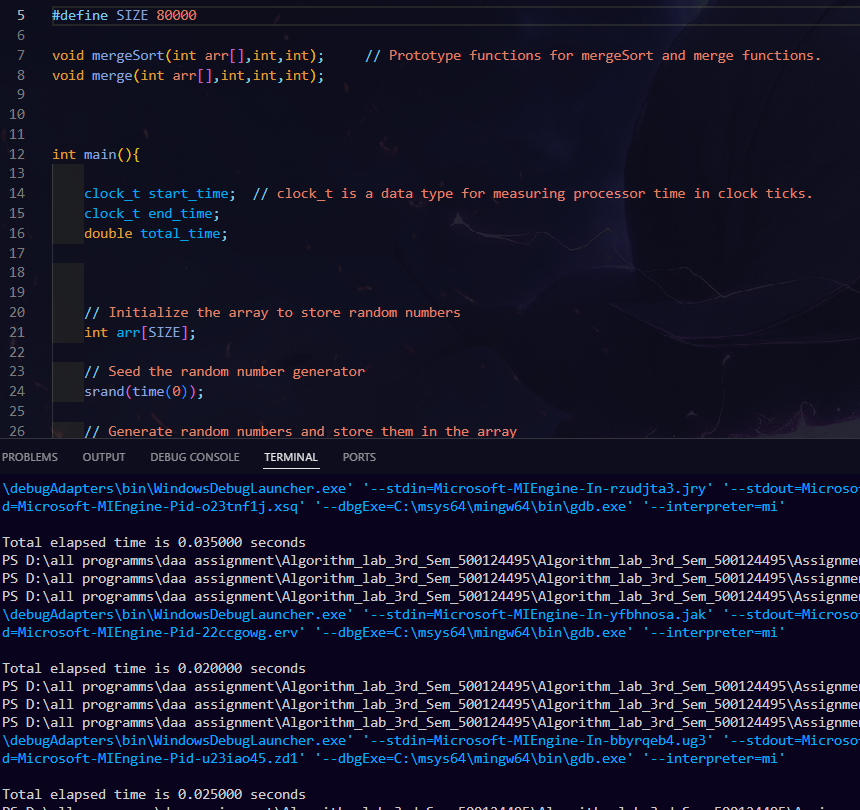 5 #define SIZE 80000
6
7 void mergeSort(int arr[],int,int);     // Prototype functions for mergeSort and merge functions.
8 void merge(int arr[],int,int,int);
9
10
11
12 int main(){
13
14     clock_t start_time;  // clock_t is a data type for measuring processor time in clock ticks.
15     clock_t end_time;
16     double total_time;
17
18
19
20     // Initialize the array to store random numbers
21     int arr[SIZE];
22
23     // Seed the random number generator
24     srand(time(0));
25
26     // Generate random numbers and store them in the array
PROBLEMS OUTPUT DEBUG CONSOLE TERMINAL PORTS
\debugAdapters\bin\WindowsDebugLauncher.exe' '--stdin=Microsoft-MIEngine-In-rzudjta3.jry' '--stdout=Microso
d=Microsoft-MIEngine-Pid-o23tnf1j.xsq' '--dbgExe=C:\msys64\mingw64\bin\gdb.exe' '--interpreter=mi'
Total elapsed time is 0.035000 seconds
PS D:\all programms\daa assignment\Algorithm_lab_3rd_Sem_500124495\Algorithm_lab_3rd_Sem_500124495\Assignme
PS D:\all programms\daa assignment\Algorithm_lab_3rd_Sem_500124495\Algorithm_lab_3rd_Sem_500124495\Assignme
PS D:\all programms\daa assignment\Algorithm_lab_3rd_Sem_500124495\Algorithm_lab_3rd_Sem_500124495\Assignme
\debugAdapters\bin\WindowsDebugLauncher.exe' '--stdin=Microsoft-MIEngine-In-yfbhnosa.jak' '--stdout=Microso
d=Microsoft-MIEngine-Pid-22ccgowg.erv' '--dbgExe=C:\msys64\mingw64\bin\gdb.exe' '--interpreter=mi'
Total elapsed time is 0.020000 seconds
PS D:\all programms\daa assignment\Algorithm_lab_3rd_Sem_500124495\Algorithm_lab_3rd_Sem_500124495\Assignme
PS D:\all programms\daa assignment\Algorithm_lab_3rd_Sem_500124495\Algorithm_lab_3rd_Sem_500124495\Assignme
PS D:\all programms\daa assignment\Algorithm_lab_3rd_Sem_500124495\Algorithm_lab_3rd_Sem_500124495\Assignme
\debugAdapters\bin\WindowsDebugLauncher.exe' '--stdin=Microsoft-MIEngine-In-bbyrqeb4.ug3' '--stdout=Microso
d=Microsoft-MIEngine-Pid-u23iao45.zd1' '--dbgExe=C:\msys64\mingw64\bin\gdb.exe' '--interpreter=mi'
Total elapsed time is 0.025000 seconds